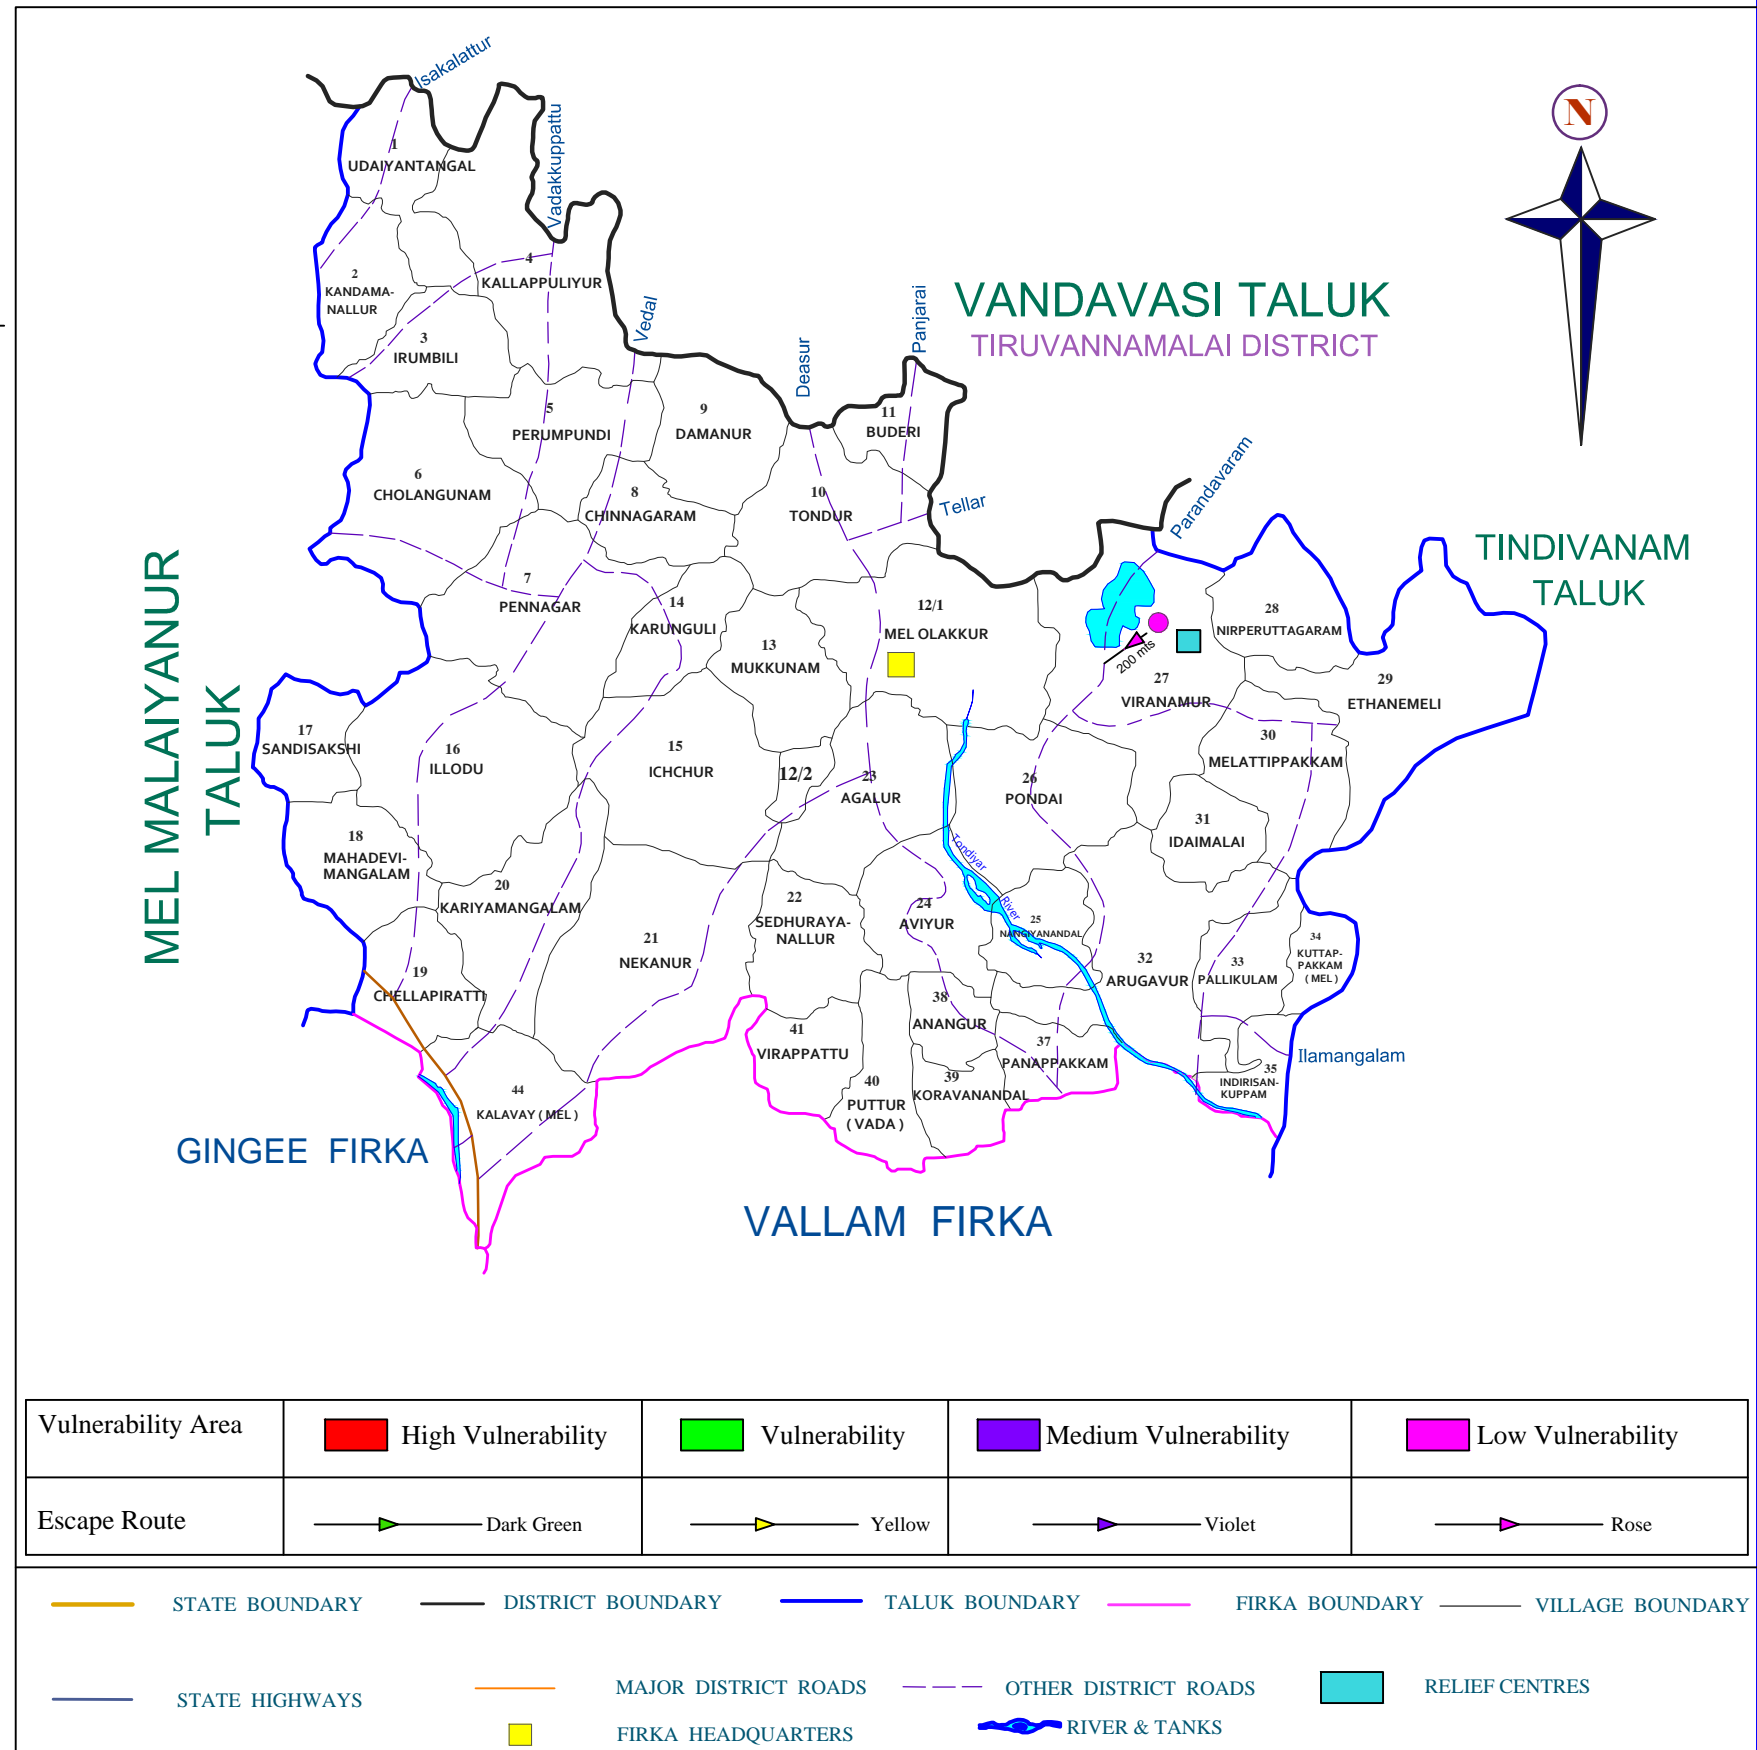 Isakalattur
N
1
UDAIYANTANGAL
Vadakkuppattu
2
KANDAMA-
NALLUR
4
KALLAPPULIYUR
VANDAVASI TALUK
TIRUVANNAMALAI DISTRICT
3
IRUMBILI
Vedal
Deasur
Panjarai
5
PERUMPUNDI
9
DAMANUR
11
BUDERI
6
CHOLANGUNAM
8
CHINNAGARAM
10
TONDUR
Tellar
Parandavaram
TINDIVANAM
TALUK
MEL MALAIYANUR
TALUK
7
PENNAGAR
14
KARUNGULI
13
MUKKUNAM
12/1
MEL OLAKKUR
200 mts
27
VIRANAMUR
28
NIRPERUTTAGARAM
29
ETHANEMELI
17
SANDISAKSHI
16
ILLODU
15
ICHCHUR
12/2
23
AGALUR
26
PONDAI
30
MELATTIPPAKKAM
31
IDAIMALAI
18
MAHADEVI-
MANGALAM
20
KARIYAMANGALAM
21
NEKANUR
22
SEDHURAYA-
NALLUR
24
AVIYUR
Tondiyar
River
25
NANGIYANANDAL
32
ARUGAVUR
33
PALLIKULAM
34
KUTTAP-
PAKKAM
( MEL )
19
CHELLAPIRATTI
38
ANANGUR
41
VIRAPPATTU
37
PANAPPAKKAM
Ilamangalam
35
INDIRISAN-
KUPPAM
44
KALAVAY ( MEL )
40
PUTTUR
( VADA )
39
KORAVANANDAL
GINGEE FIRKA
VALLAM FIRKA
Vulnerability Area
High Vulnerability
Vulnerability
Medium Vulnerability
Low Vulnerability
Escape Route
Dark Green
Yellow
Violet
Rose
STATE BOUNDARY
DISTRICT BOUNDARY
TALUK BOUNDARY
FIRKA BOUNDARY
VILLAGE BOUNDARY
STATE HIGHWAYS
MAJOR DISTRICT ROADS
OTHER DISTRICT ROADS
RELIEF CENTRES
FIRKA HEADQUARTERS
RIVER & TANKS